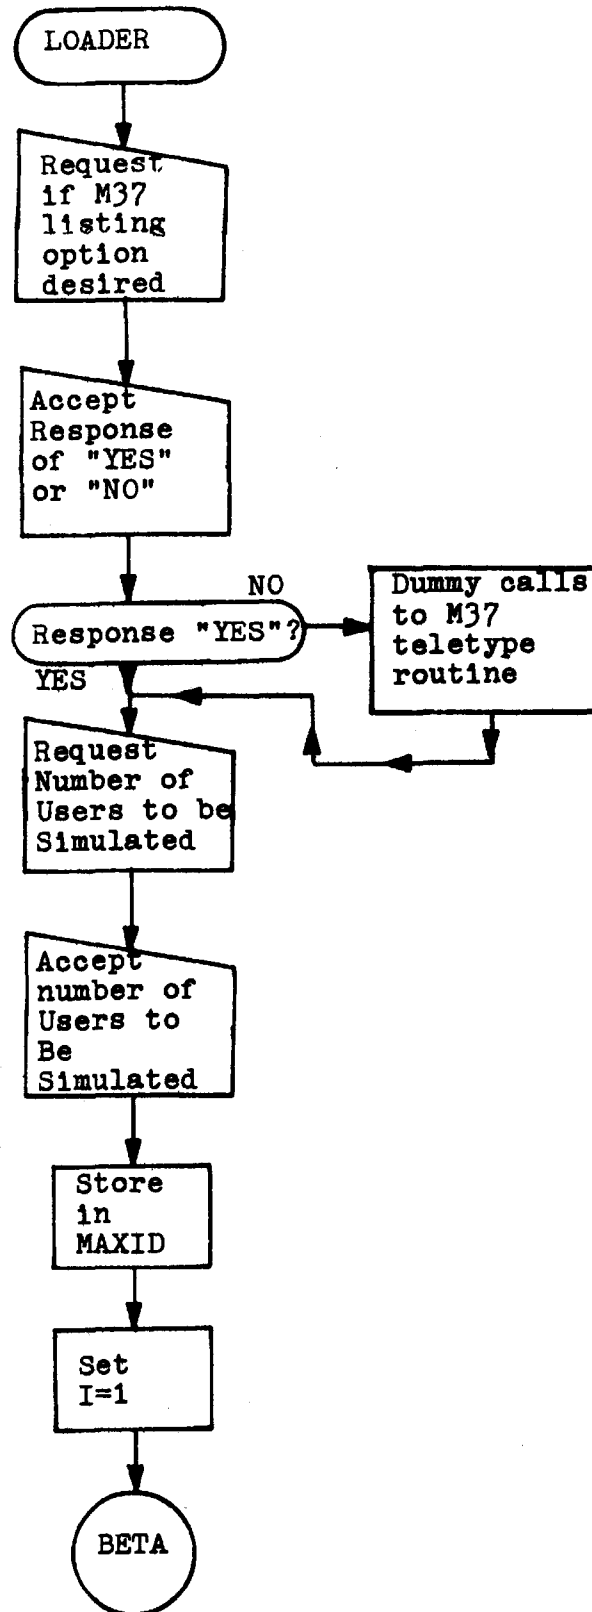 LOADER
Request
if M37
listing
option
desired
Accept
Response
of "YES"
or "NO"
NO
Response "YES"?
YES
Dummy calls
to M37
teletype
routine
Request
Number of
Users to be
Simulated
Accept
number of
Users to
Be
Simulated
Store
in
MAXID
Set
I=1
BETA